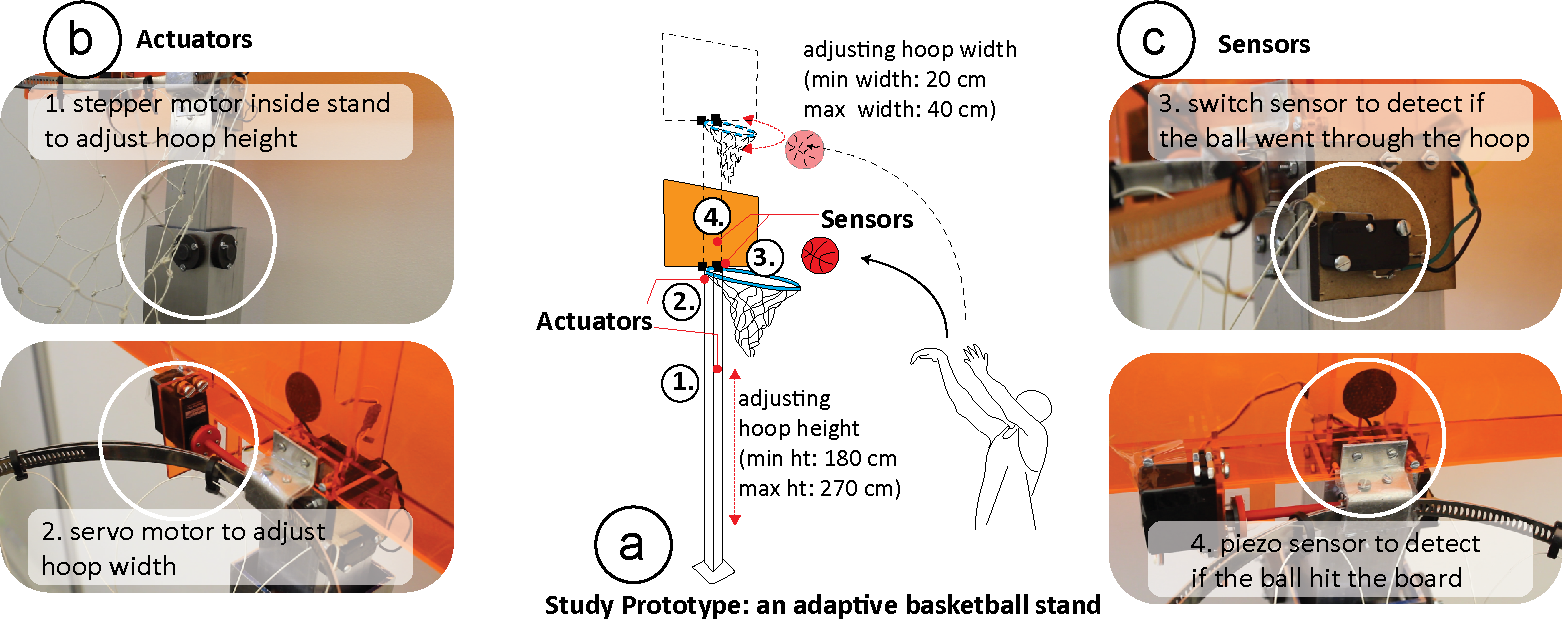 b Actuators
1. stepper motor inside stand
to adjust hoop height
2. servo motor to adjust
hoop width
adjusting hoop width
(min width: 20 cm
max width: 40 cm)
4.
Sensors
3.
2.
Actuators
1.
adjusting
hoop height
(min ht: 180 cm
max ht: 270 cm)
a
Study Prototype: an adaptive basketball stand
c Sensors
3. switch sensor to detect if
the ball went through the hoop
4. piezo sensor to detect
if the ball hit the board